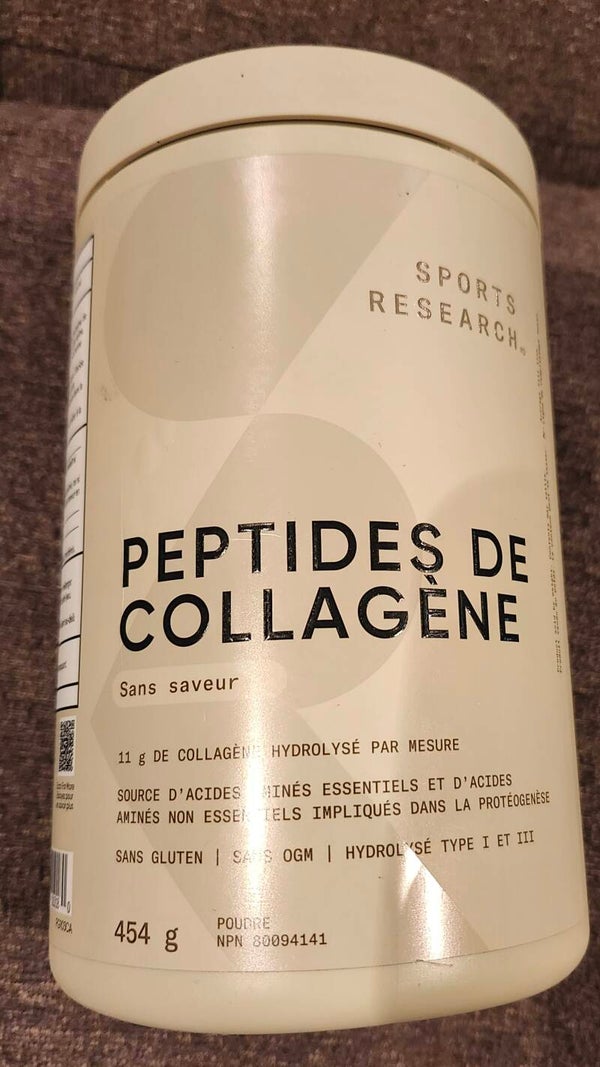 SPORTS
RESEARCH
PEPTIDES DE
COLLAGÈNE
Sans saveur
11 g DE COLLAGÈNE HYDROLYSÉ PAR MESURE
SOURCE D'ACIDES AMINÉS ESSENTIELS ET D'ACIDES
AMINÉS NON ESSENTIELS IMPLIQUÉS DANS LA PROTÉOGENÈSE
SANS GLUTEN | SANS OGM | HYDROLYSÉ TYPE I ET III
454 g
POUDRE
NPN 80094141